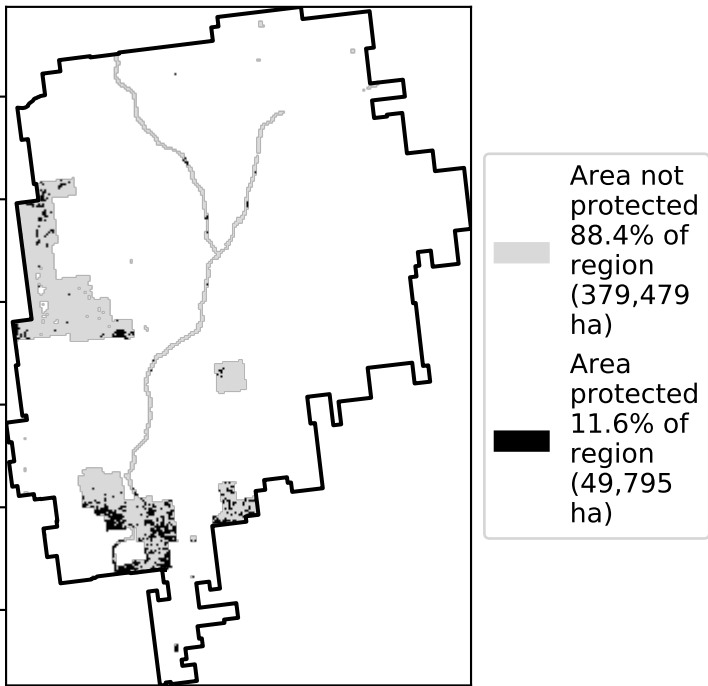 Area not
protected
88.4% of
region
(379,479
ha)
Area
protected
11.6% of
region
(49,795
ha)